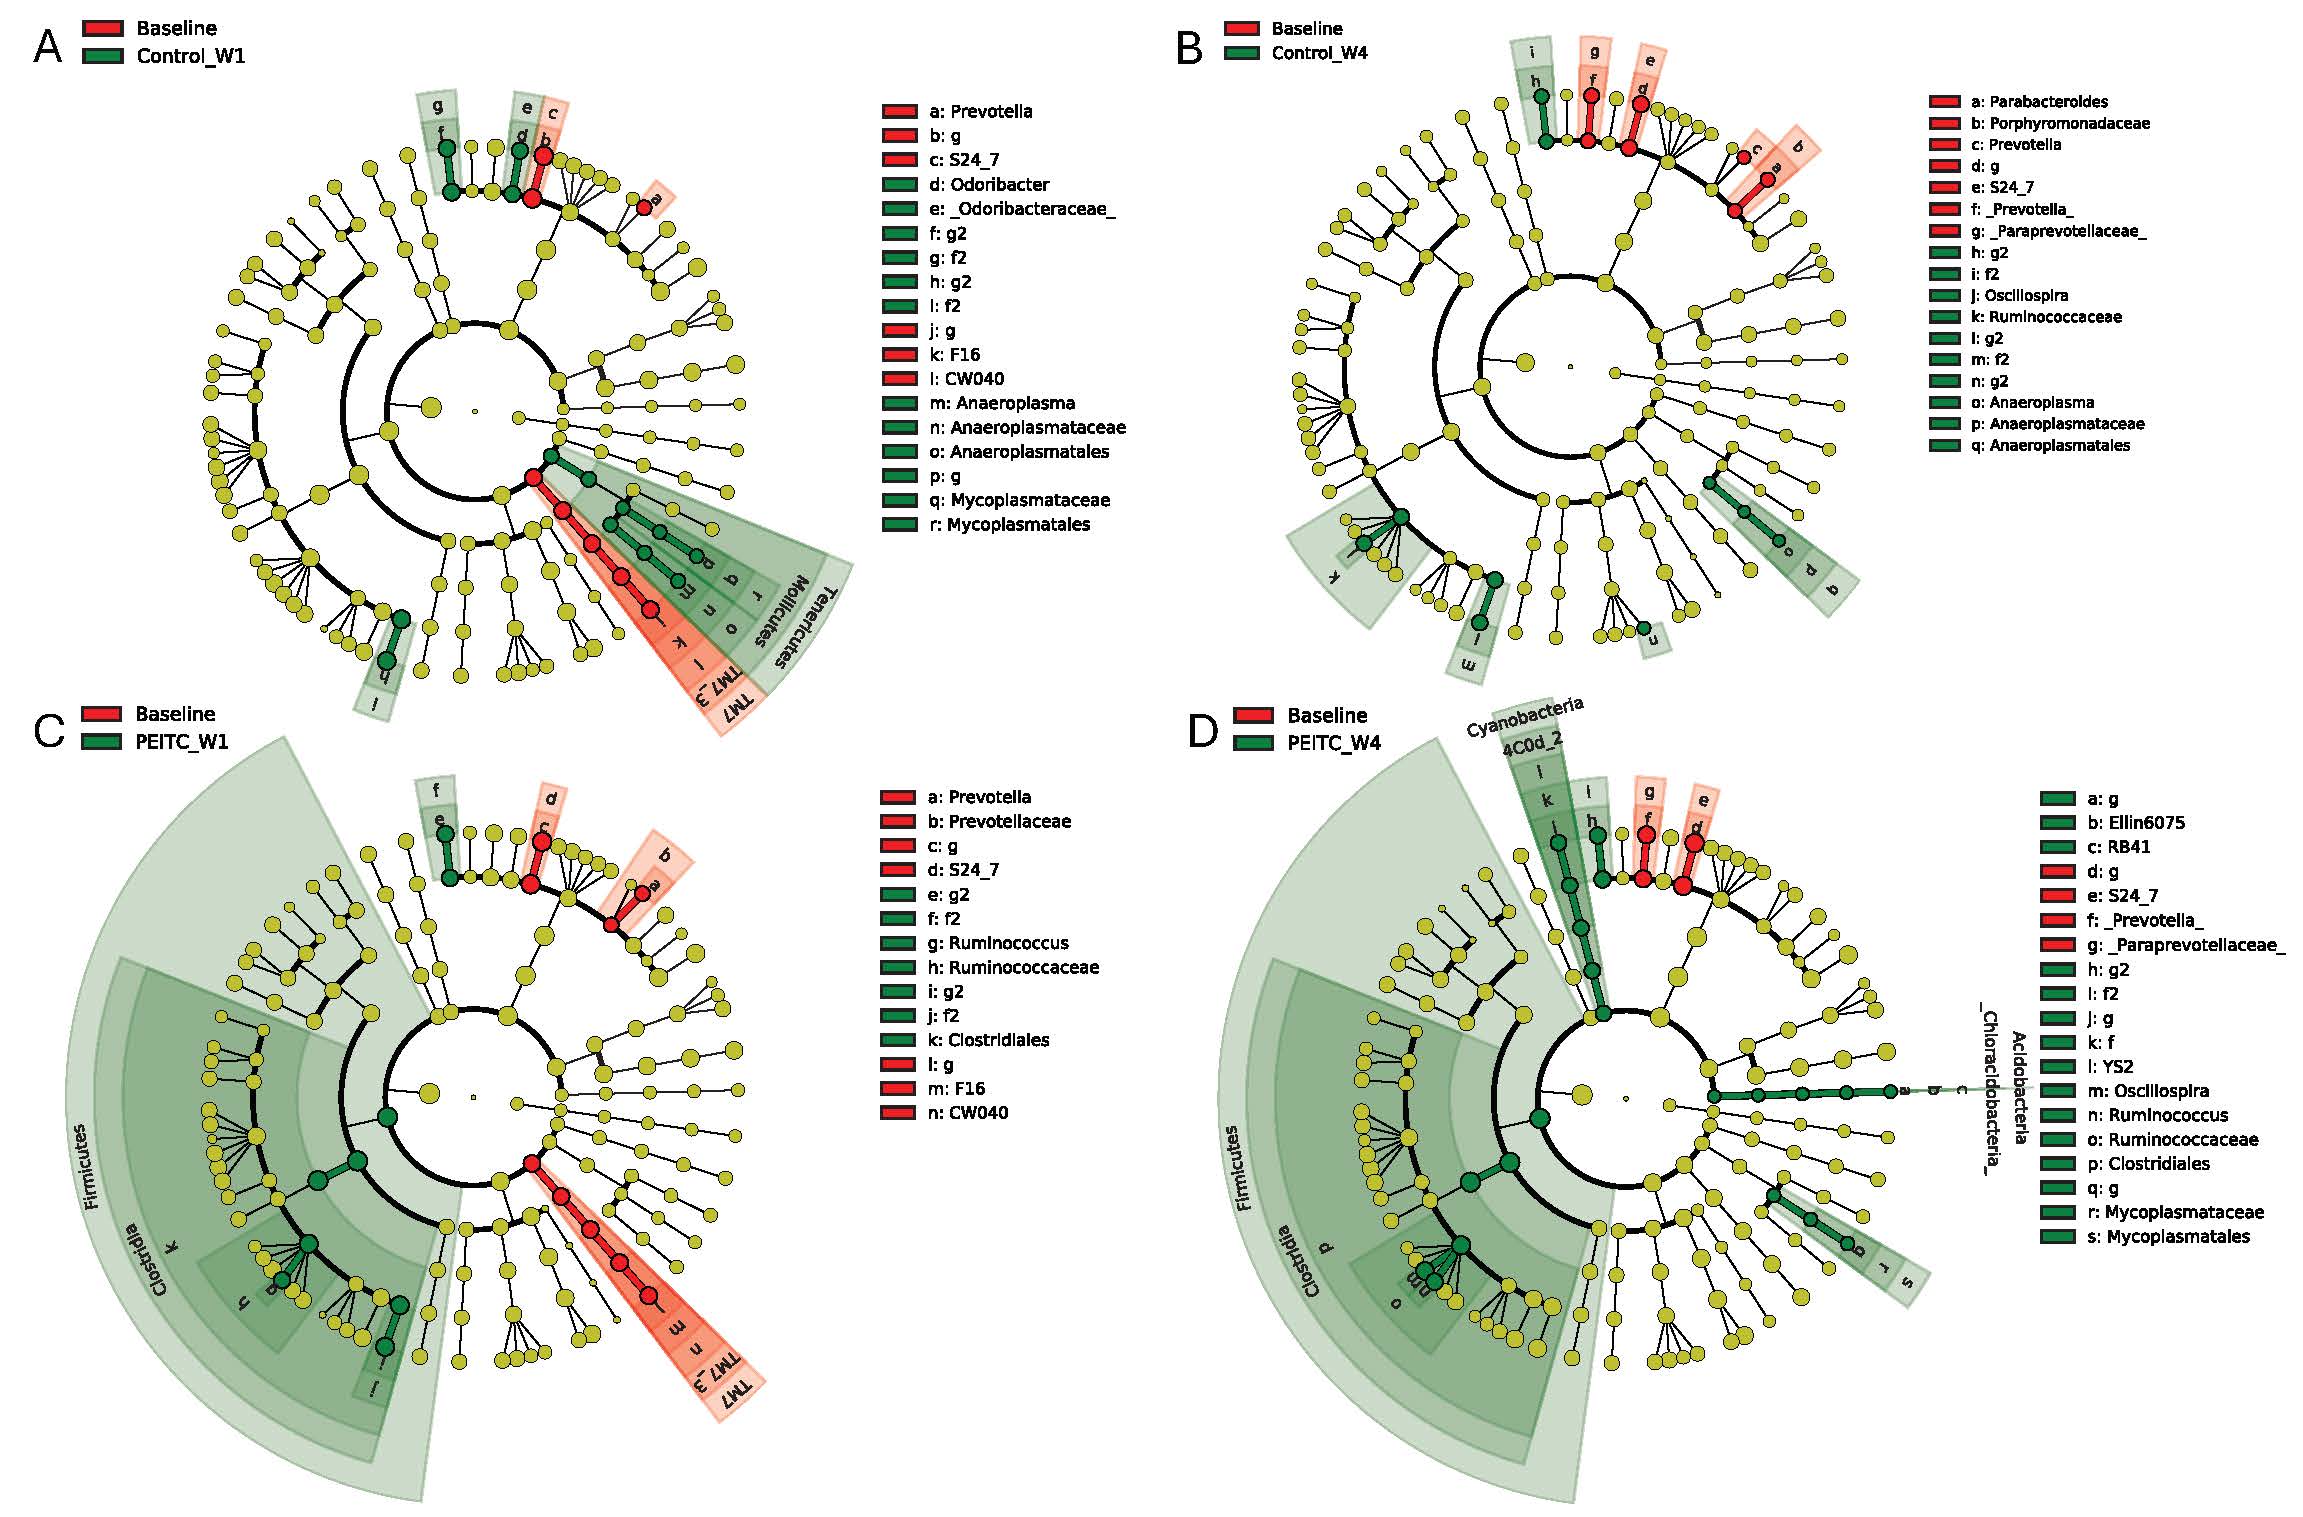 A
Baseline
Control_W1
g
f
e
d
c
b
a
a: Prevotella
b: g
c: S24_7
d: Odoribacter
e: _Odoribacteraceae_
f: g2
g: f2
h: g2
i: f2
j: g
k: F16
l: CW040
m: Anaeroplasma
n: Anaeroplasmataceae
o: Anaeroplasmatales
p: g
q: Mycoplasmataceae
r: Mycoplasmatales
p
q
r
Mollicutes
Tenericutes
m
n
o
j
k
l
TM7_3
TM7
h
i
B
Baseline
Control_W4
i
h
g
f
e
d
c
b
a
a: Parabacteroides
b: Porphyromonadaceae
c: Prevotella
d: g
e: S24_7
f: _Prevotella_
g: _Paraprevotellaceae_
h: g2
i: f2
j: Oscillospira
k: Ruminococcaceae
l: g2
m: f2
n: g2
o: Anaeroplasma
p: Anaeroplasmataceae
q: Anaeroplasmatales
o
p
q
j
k
l
m
n
C
Baseline
PEITC_W1
f
e
d
c
b
a
a: Prevotella
b: Prevotellaceae
c: g
d: S24_7
e: g2
f: f2
g: Ruminococcus
h: Ruminococcaceae
i: g2
j: f2
k: Clostridiales
l: g
m: F16
n: CW040
Firmicutes
Clostridia
k
h
g
i
j
l
m
n
TM7_3
TM7
D
Baseline
PEITC_W4
Cyanobacteria
4C0d_2
l
k
j
i
h
g
f
e
d
a
b
c
_Chloracidobacteria_
Acidobacteria
a: g
b: Ellin6075
c: RB41
d: g
e: S24_7
f: _Prevotella_
g: _Paraprevotellaceae_
h: g2
i: f2
j: g
k: f
l: YS2
m: Oscillospira
n: Ruminococcus
o: Ruminococcaceae
p: Clostridiales
q: g
r: Mycoplasmataceae
s: Mycoplasmatales
Firmicutes
Clostridia
p
o
m
n
q
r
s